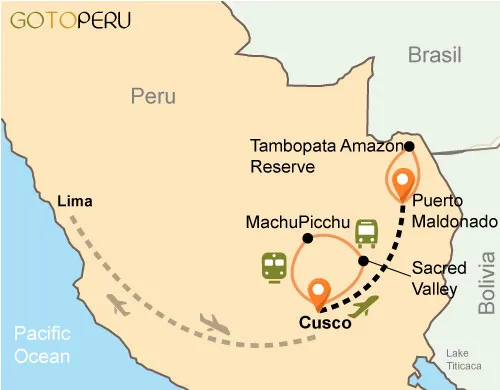 GOTOPERU
Brasil
Peru
Tambopata Amazon
Reserve
Lima
Puerto
Maldonado
MachuPicchu
Sacred
Valley
Bolivia
Cusco
Pacific
Ocean
Lake
Titicaca